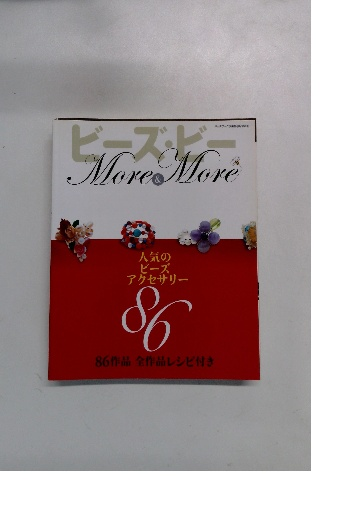 ビーズ・ビー
More & More
人気の
ビーズ
アクセサリー
86
86作品 全作品レシピ付き